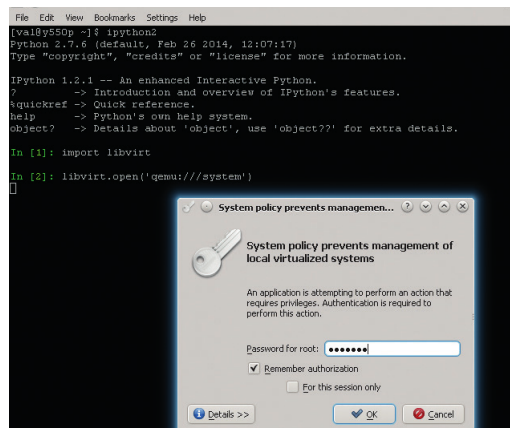 File Edit View Bookmarks Settings Help
[val@y550p ~]$ ipython2
Python 2.7.6 (default, Feb 26 2014, 12:07:17)
Type "copyright", "credits" or "license" for more information.
IPython 1.2.1 -- An enhanced Interactive Python.
? -> Introduction and overview of IPython's features.
%quickref -> Quick reference.
help -> Python's own help system.
object? -> Details about 'object', use 'object??' for extra details.
In [1]: import libvirt
In [2]: libvirt.open('qemu:///system')
System policy prevents managemen...
System policy prevents management of
local virtualized systems
An application is attempting to perform an action that
requires privileges. Authentication is required to
perform this action.
Password for root: •••••••
Remember authorization
For this session only
Details >>
OK
Cancel